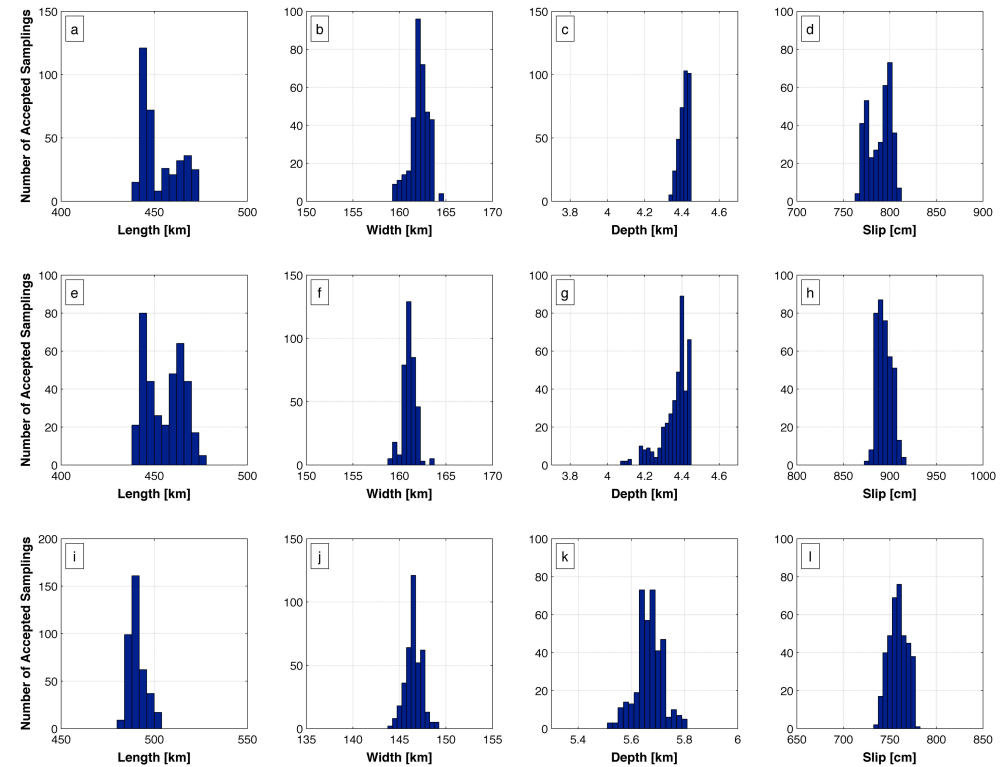 a
b
c
d
Number of Accepted Samplings
150
100
50
0
100
80
60
40
20
0
150
100
50
0
100
80
60
40
20
0
400 450 500
150 155 160 165 170
3.8 4 4.2 4.4 4.6
700 750 800 850 900
Length [km]
Width [km]
Depth [km]
Slip [cm]
e
f
g
h
Number of Accepted Samplings
100
80
60
40
20
0
150
100
50
0
100
80
60
40
20
0
100
80
60
40
20
0
400 450 500
150 155 160 165 170
3.8 4 4.2 4.4 4.6
800 850 900 950 1000
Length [km]
Width [km]
Depth [km]
Slip [cm]
i
j
k
l
Number of Accepted Samplings
200
150
100
50
0
150
100
50
0
100
80
60
40
20
0
100
80
60
40
20
0
450 500 550
135 140 145 150 155
5.4 5.6 5.8 6
650 700 750 800 850
Length [km]
Width [km]
Depth [km]
Slip [cm]